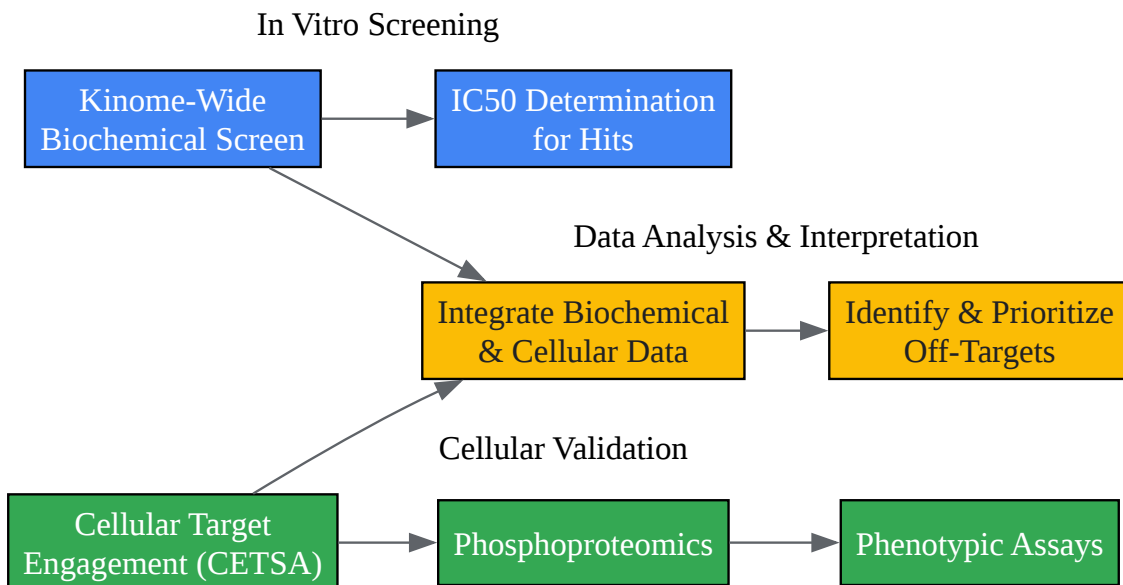 In Vitro Screening
Kinome-Wide
Biochemical Screen
IC50 Determination
for Hits
Data Analysis & Interpretation
Integrate Biochemical
& Cellular Data
Identify & Prioritize
Off-Targets
Cellular Validation
Cellular Target
Engagement (CETSA)
Phosphoproteomics
Phenotypic Assays